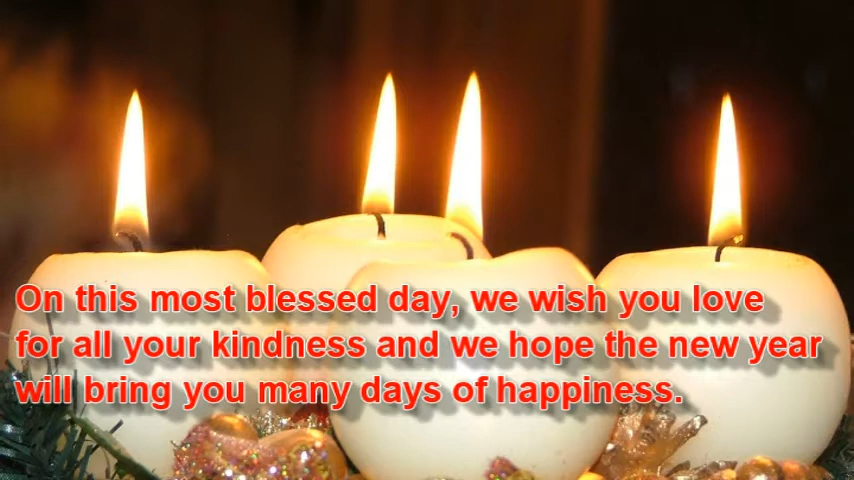 On this most blessed day, we wish you love
for all your kindness and we hope the new year
will bring you many days of happiness.